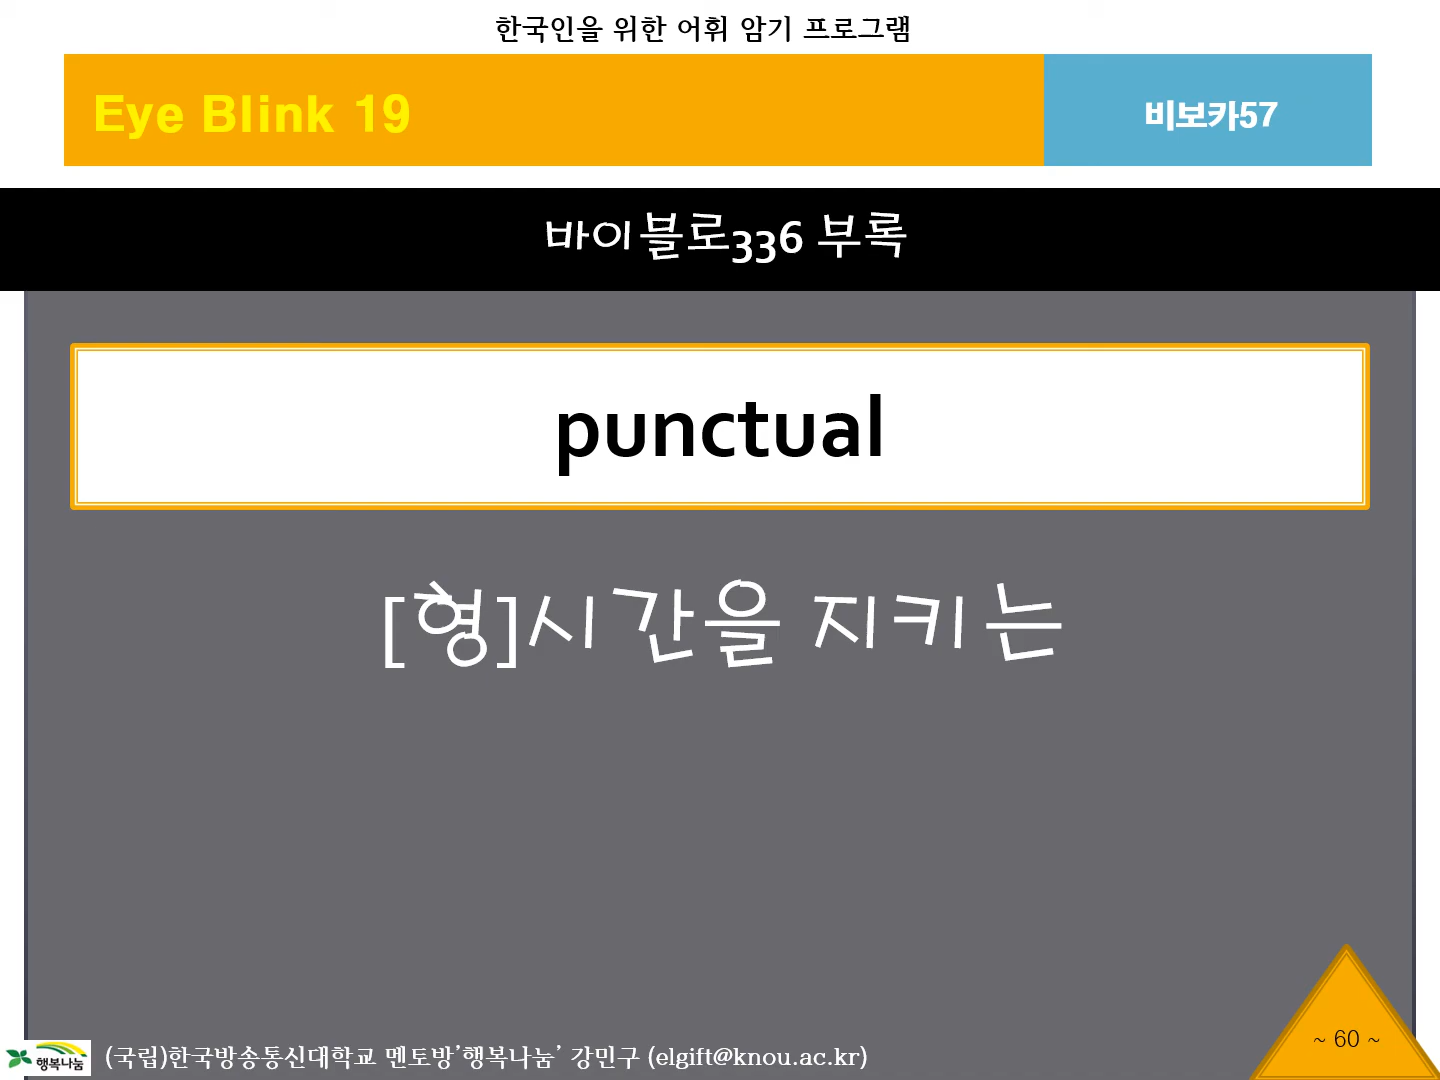 한국인을 위한 어휘 암기 프로그램
Eye Blink 19
비보카57
바이블로336 부록
punctual
[형]시간을 지키는
~ 60 ~
행복나눔
(국립)한국방송통신대학교 멘토방’행복나눔’ 강민구 (elgift@knou.ac.kr)